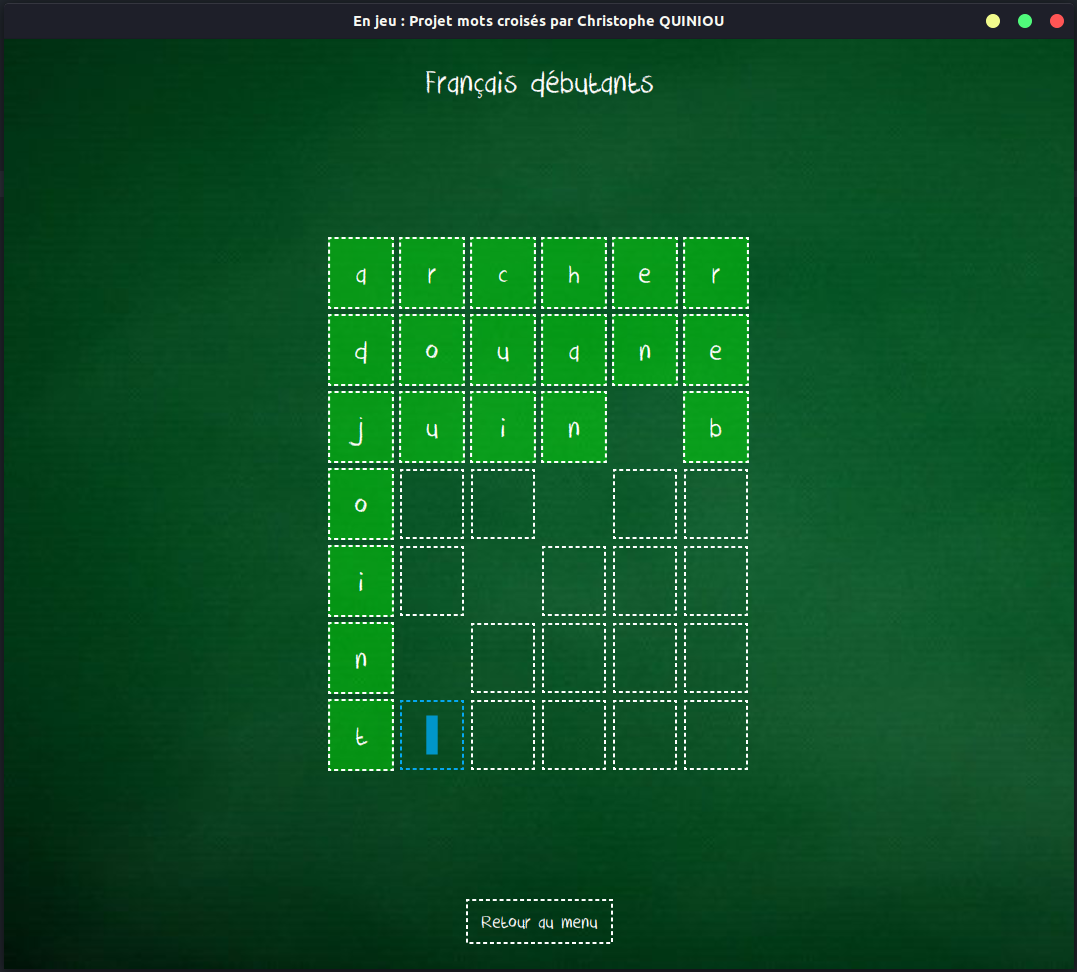 En jeu : Projet mots croisés par Christophe QUINIOU
Français débutants
a r c h e r
d o u a n e
j u i n b
o
i
n
t
Retour au menu